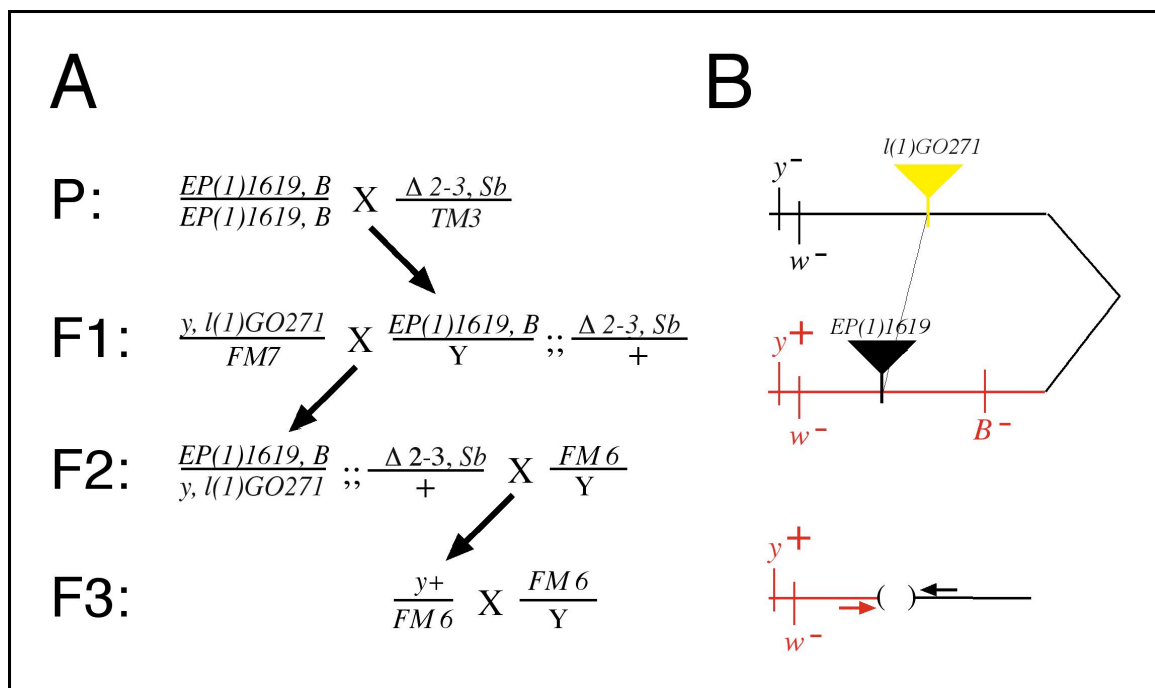 A
P: EP(1)1619, B / EP(1)1619, B X Δ 2-3, Sb / TM3
F1: y, l(1)GO271 / FM7 X EP(1)1619, B / Y ;; Δ 2-3, Sb / +
F2: EP(1)1619, B / y, l(1)GO271 ;; Δ 2-3, Sb / + X FM 6 / Y
F3: y+ / FM 6 X FM 6 / Y
B
l(1)GO271
y-
w-
EP(1)1619
y+
w-
B-
y+
( )
w-